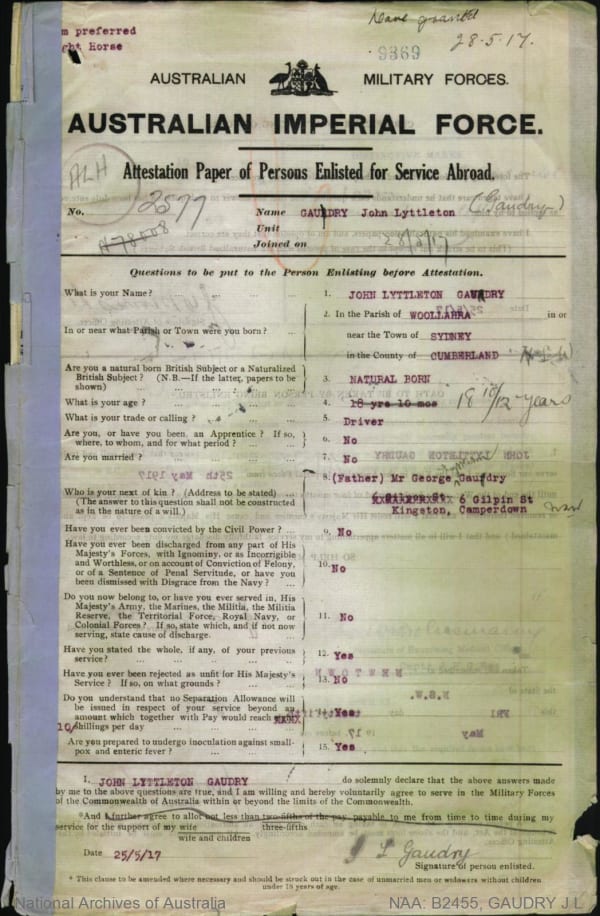 m preferred
ght Horse
Leave granted
28-5-17.
9369
AUSTRALIAN MILITARY FORCES.
AUSTRALIAN IMPERIAL FORCE.
Attestation Paper of Persons Enlisted for Service Abroad.
ALH
No. 2577 Name GAUDRY John Lyttleton (Gaudry)
N78508 Unit
Joined on 28/5/17
Questions to be put to the Person Enlisting before Attestation.
What is your Name? ... ... ... 1. JOHN LYTTLETON GAUDRY
In or near what Parish or Town were you born? ... 2. In the Parish of WOOLLAHRA in or
near the Town of SYDNEY
in the County of CUMBERLAND N.S.W.
Are you a natural born British Subject or a Naturalized
British Subject? (N.B.—If the latter, papers to be
shown) ... ... ... 3. NATURAL BORN
What is your age? ... ... ... 4. 18 yrs 10 mos 18 10/12 years
What is your trade or calling? ... ... 5. Driver
Are you, or have you been, an Apprentice? If so,
where, to whom, and for what period? ... 6. No
Are you married? ... ... ... 7. No
Who is your next of kin? (Address to be stated) ...
(The answer to this question shall not be constructed
as in the nature of a will.) 8. (Father) Mr George Gaudry
6 Gilpin St
Kingston, Camperdown
Have you ever been convicted by the Civil Power? ... 9. No
Have you ever been discharged from any part of His
Majesty's Forces, with Ignominy, or as Incorrigible
and Worthless, or on account of Conviction of Felony,
or of a Sentence of Penal Servitude, or have you
been dismissed with Disgrace from the Navy? ... 10. No
Do you now belong to, or have you ever served in, His
Majesty's Army, the Marines, the Militia, the Militia
Reserve, the Territorial Force, Royal Navy, or
Colonial Forces? If so, state which, and if not now
serving, state cause of discharge. 11. No
Have you stated the whole, if any, of your previous
service? ... ... ... 12. Yes
Have you ever been rejected as unfit for His Majesty's
Service? If so, on what grounds? ... 13. No
Do you understand that no Separation Allowance will
be issued in respect of your service beyond an
amount which together with Pay would reach
10/- shillings per day ... ... 14. Yes
Are you prepared to undergo inoculation against small-
pox and enteric fever? ... ... 15. Yes
I, JOHN LYTTLETON GAUDRY do solemnly declare that the above answers made
by me to the above questions are true, and I am willing and hereby voluntarily agree to serve in the Military Forces
of the Commonwealth of Australia within or beyond the limits of the Commonwealth.
*And I further agree to allot not less than two-fifths of the pay payable to me from time to time during my
three-fifths
service for the support of my wife
wife and children
Date 25/5/17 J L Gaudry
Signature of person enlisted.
* This clause to be amended where necessary and should be struck out in the case of unmarried men or widowers without children
under 18 years of age.
National Archives of Australia NAA: B2455, GAUDRY J L